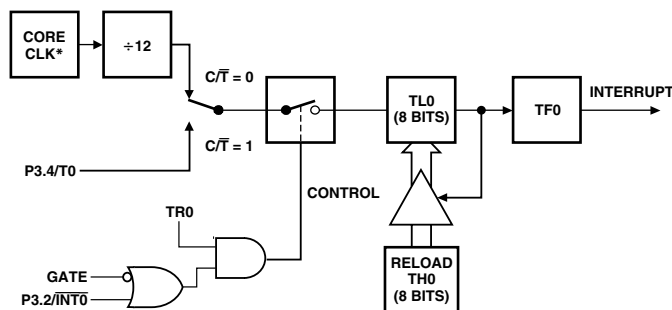 CORE
CLK*
÷12
C/T̅ = 0
C/T̅ = 1
P3.4/T0
TL0
(8 BITS)
TF0
INTERRUPT
CONTROL
TR0
GATE
P3.2/I̅N̅T̅0̅
RELOAD
TH0
(8 BITS)